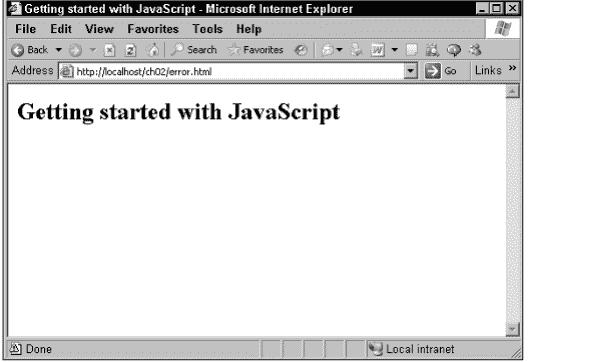 Getting started with JavaScript - Microsoft Internet Explorer
File Edit View Favorites Tools Help
Back Search Favorites
Address http://localhost/ch02/error.html Go Links »
Getting started with JavaScript
Done Local intranet